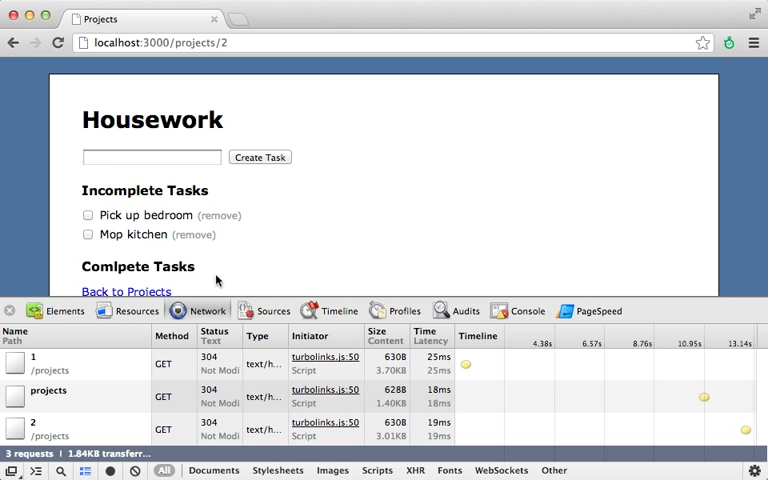 Projects
localhost:3000/projects/2
Housework
Create Task
Incomplete Tasks
Pick up bedroom (remove)
Mop kitchen (remove)
Comlpete Tasks
Back to Projects
Elements Resources Network Sources Timeline Profiles Audits Console PageSpeed
Name Method Status Type Initiator Size Time Timeline
Path Text Content Latency 4.38s 6.57s 8.76s 10.95s 13.14s
1 GET 304 text/h... turbolinks.js:50 630B 25ms
/projects Not Modi Script 3.70KB 25ms
projects GET 304 text/h... turbolinks.js:50 628B 18ms
Not Modi Script 1.40KB 18ms
2 GET 304 text/h... turbolinks.js:50 630B 19ms
/projects Not Modi Script 3.01KB 19ms
3 requests | 1.84KB transferr...
All Documents Stylesheets Images Scripts XHR Fonts WebSockets Other